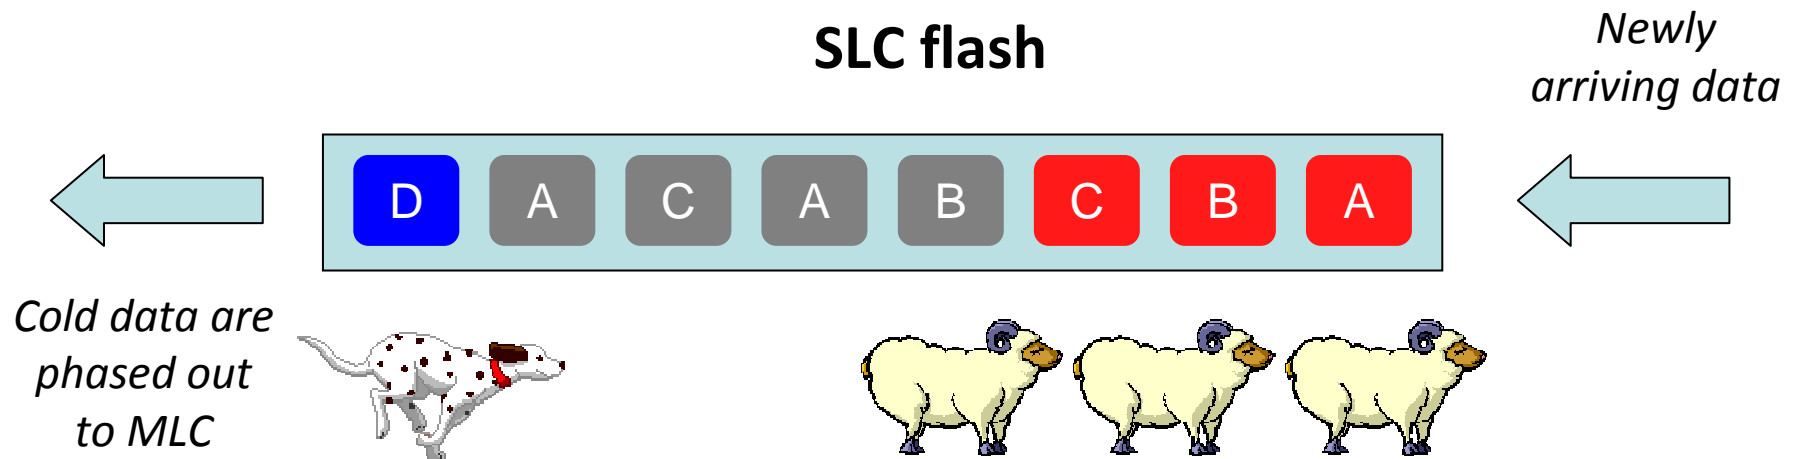 SLC flash
Newly
arriving data
D A C A B C B A
Cold data are
phased out
to MLC